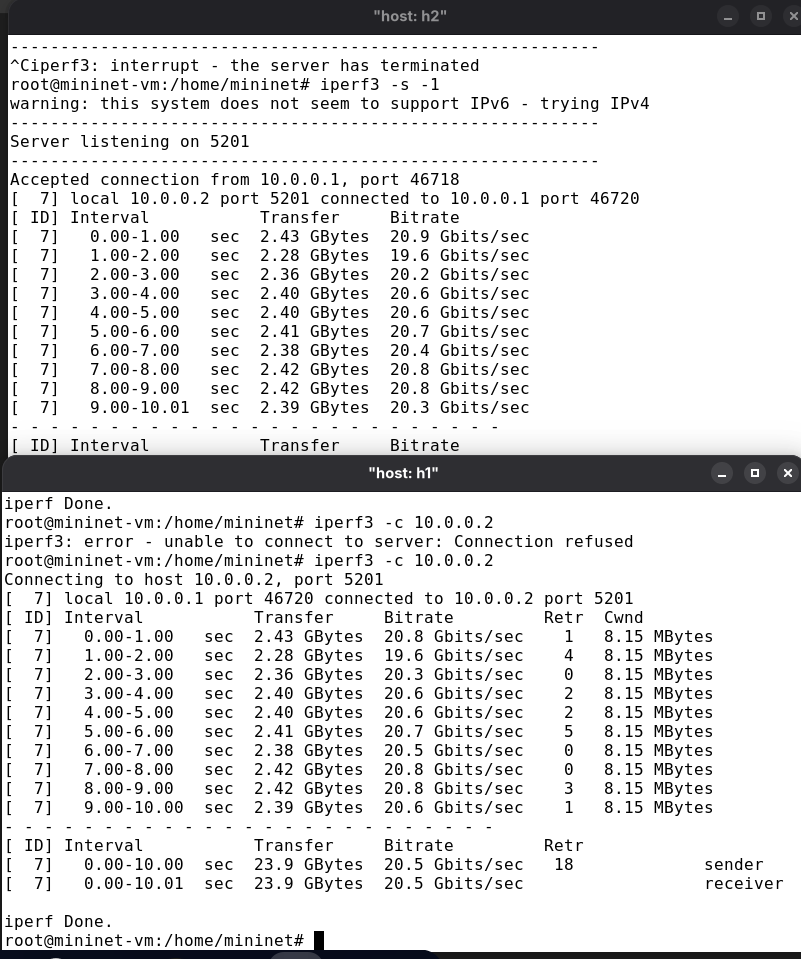 "host: h2"
------------------------------------------------------------
^Ciperf3: interrupt - the server has terminated
root@mininet-vm:/home/mininet# iperf3 -s -1
warning: this system does not seem to support IPv6 - trying IPv4
------------------------------------------------------------
Server listening on 5201
------------------------------------------------------------
Accepted connection from 10.0.0.1, port 46718
[  7] local 10.0.0.2 port 5201 connected to 10.0.0.1 port 46720
[ ID] Interval           Transfer     Bitrate
[  7]   0.00-1.00   sec  2.43 GBytes  20.9 Gbits/sec
[  7]   1.00-2.00   sec  2.28 GBytes  19.6 Gbits/sec
[  7]   2.00-3.00   sec  2.36 GBytes  20.2 Gbits/sec
[  7]   3.00-4.00   sec  2.40 GBytes  20.6 Gbits/sec
[  7]   4.00-5.00   sec  2.40 GBytes  20.6 Gbits/sec
[  7]   5.00-6.00   sec  2.41 GBytes  20.7 Gbits/sec
[  7]   6.00-7.00   sec  2.38 GBytes  20.4 Gbits/sec
[  7]   7.00-8.00   sec  2.42 GBytes  20.8 Gbits/sec
[  7]   8.00-9.00   sec  2.42 GBytes  20.8 Gbits/sec
[  7]   9.00-10.01  sec  2.39 GBytes  20.3 Gbits/sec
- - - - - - - - - - - - - - - - - - - - - - - - -
[ ID] Interval           Transfer     Bitrate
"host: h1"
iperf Done.
root@mininet-vm:/home/mininet# iperf3 -c 10.0.0.2
iperf3: error - unable to connect to server: Connection refused
root@mininet-vm:/home/mininet# iperf3 -c 10.0.0.2
Connecting to host 10.0.0.2, port 5201
[  7] local 10.0.0.1 port 46720 connected to 10.0.0.2 port 5201
[ ID] Interval           Transfer     Bitrate         Retr  Cwnd
[  7]   0.00-1.00   sec  2.43 GBytes  20.8 Gbits/sec    1   8.15 MBytes
[  7]   1.00-2.00   sec  2.28 GBytes  19.6 Gbits/sec    4   8.15 MBytes
[  7]   2.00-3.00   sec  2.36 GBytes  20.3 Gbits/sec    0   8.15 MBytes
[  7]   3.00-4.00   sec  2.40 GBytes  20.6 Gbits/sec    2   8.15 MBytes
[  7]   4.00-5.00   sec  2.40 GBytes  20.6 Gbits/sec    2   8.15 MBytes
[  7]   5.00-6.00   sec  2.41 GBytes  20.7 Gbits/sec    5   8.15 MBytes
[  7]   6.00-7.00   sec  2.38 GBytes  20.5 Gbits/sec    0   8.15 MBytes
[  7]   7.00-8.00   sec  2.42 GBytes  20.8 Gbits/sec    0   8.15 MBytes
[  7]   8.00-9.00   sec  2.42 GBytes  20.8 Gbits/sec    3   8.15 MBytes
[  7]   9.00-10.00  sec  2.39 GBytes  20.6 Gbits/sec    1   8.15 MBytes
- - - - - - - - - - - - - - - - - - - - - - - - -
[ ID] Interval           Transfer     Bitrate         Retr
[  7]   0.00-10.00  sec  23.9 GBytes  20.5 Gbits/sec   18             sender
[  7]   0.00-10.01  sec  23.9 GBytes  20.5 Gbits/sec                  receiver
iperf Done.
root@mininet-vm:/home/mininet#